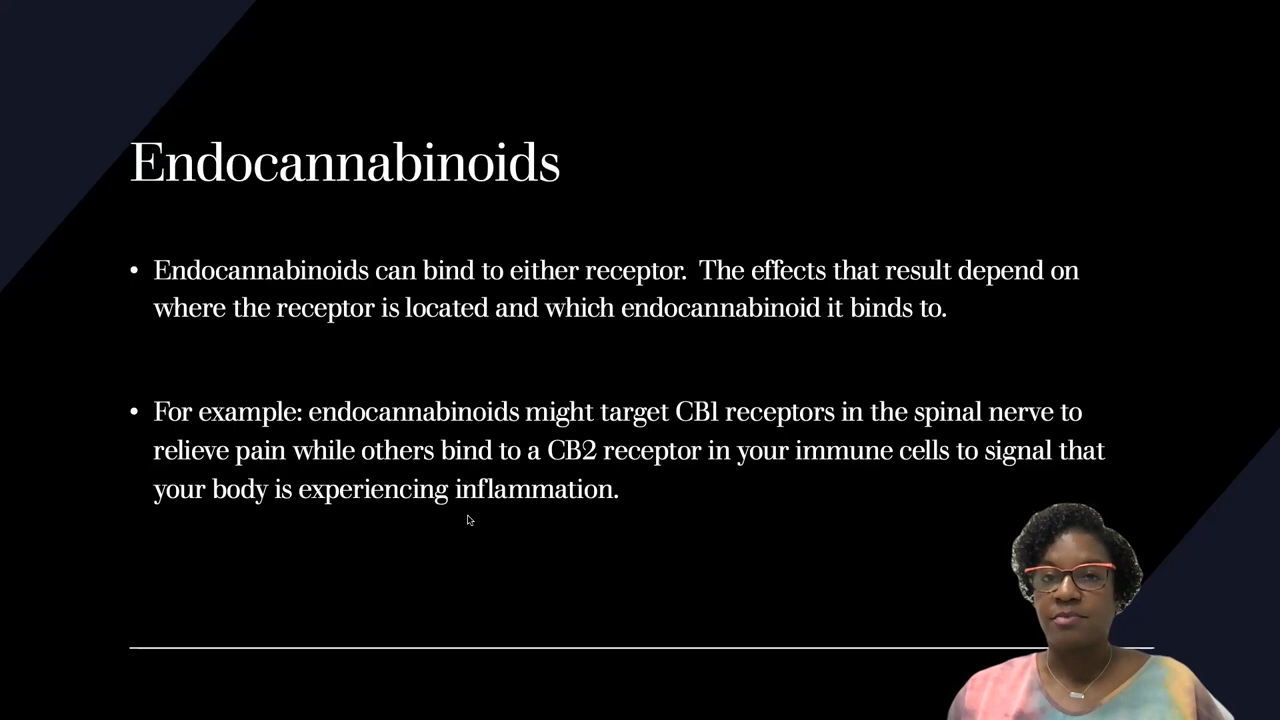 Endocannabinoids
• Endocannabinoids can bind to either receptor.  The effects that result depend on
where the receptor is located and which endocannabinoid it binds to.
• For example: endocannabinoids might target CB1 receptors in the spinal nerve to
relieve pain while others bind to a CB2 receptor in your immune cells to signal that
your body is experiencing inflammation.